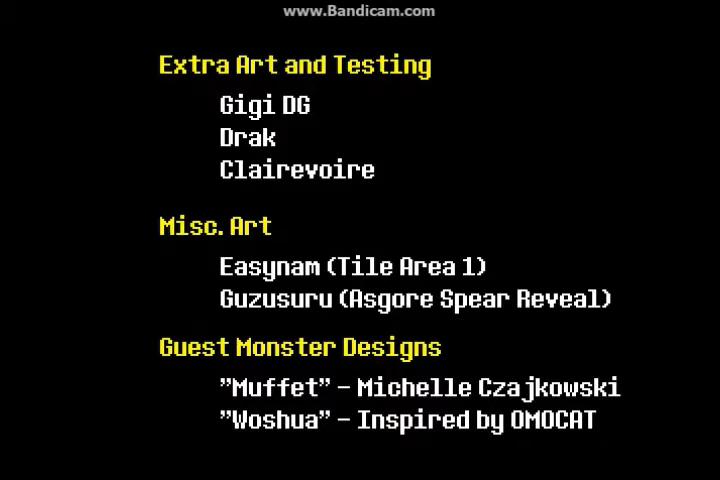 www.Bandicam.com
Extra Art and Testing
Gigi DG
Drak
Clairevoire
Misc. Art
Easynam (Tile Area 1)
Guzusuru (Asgore Spear Reveal)
Guest Monster Designs
"Muffet" - Michelle Czajkowski
"Woshua" - Inspired by OMOCAT